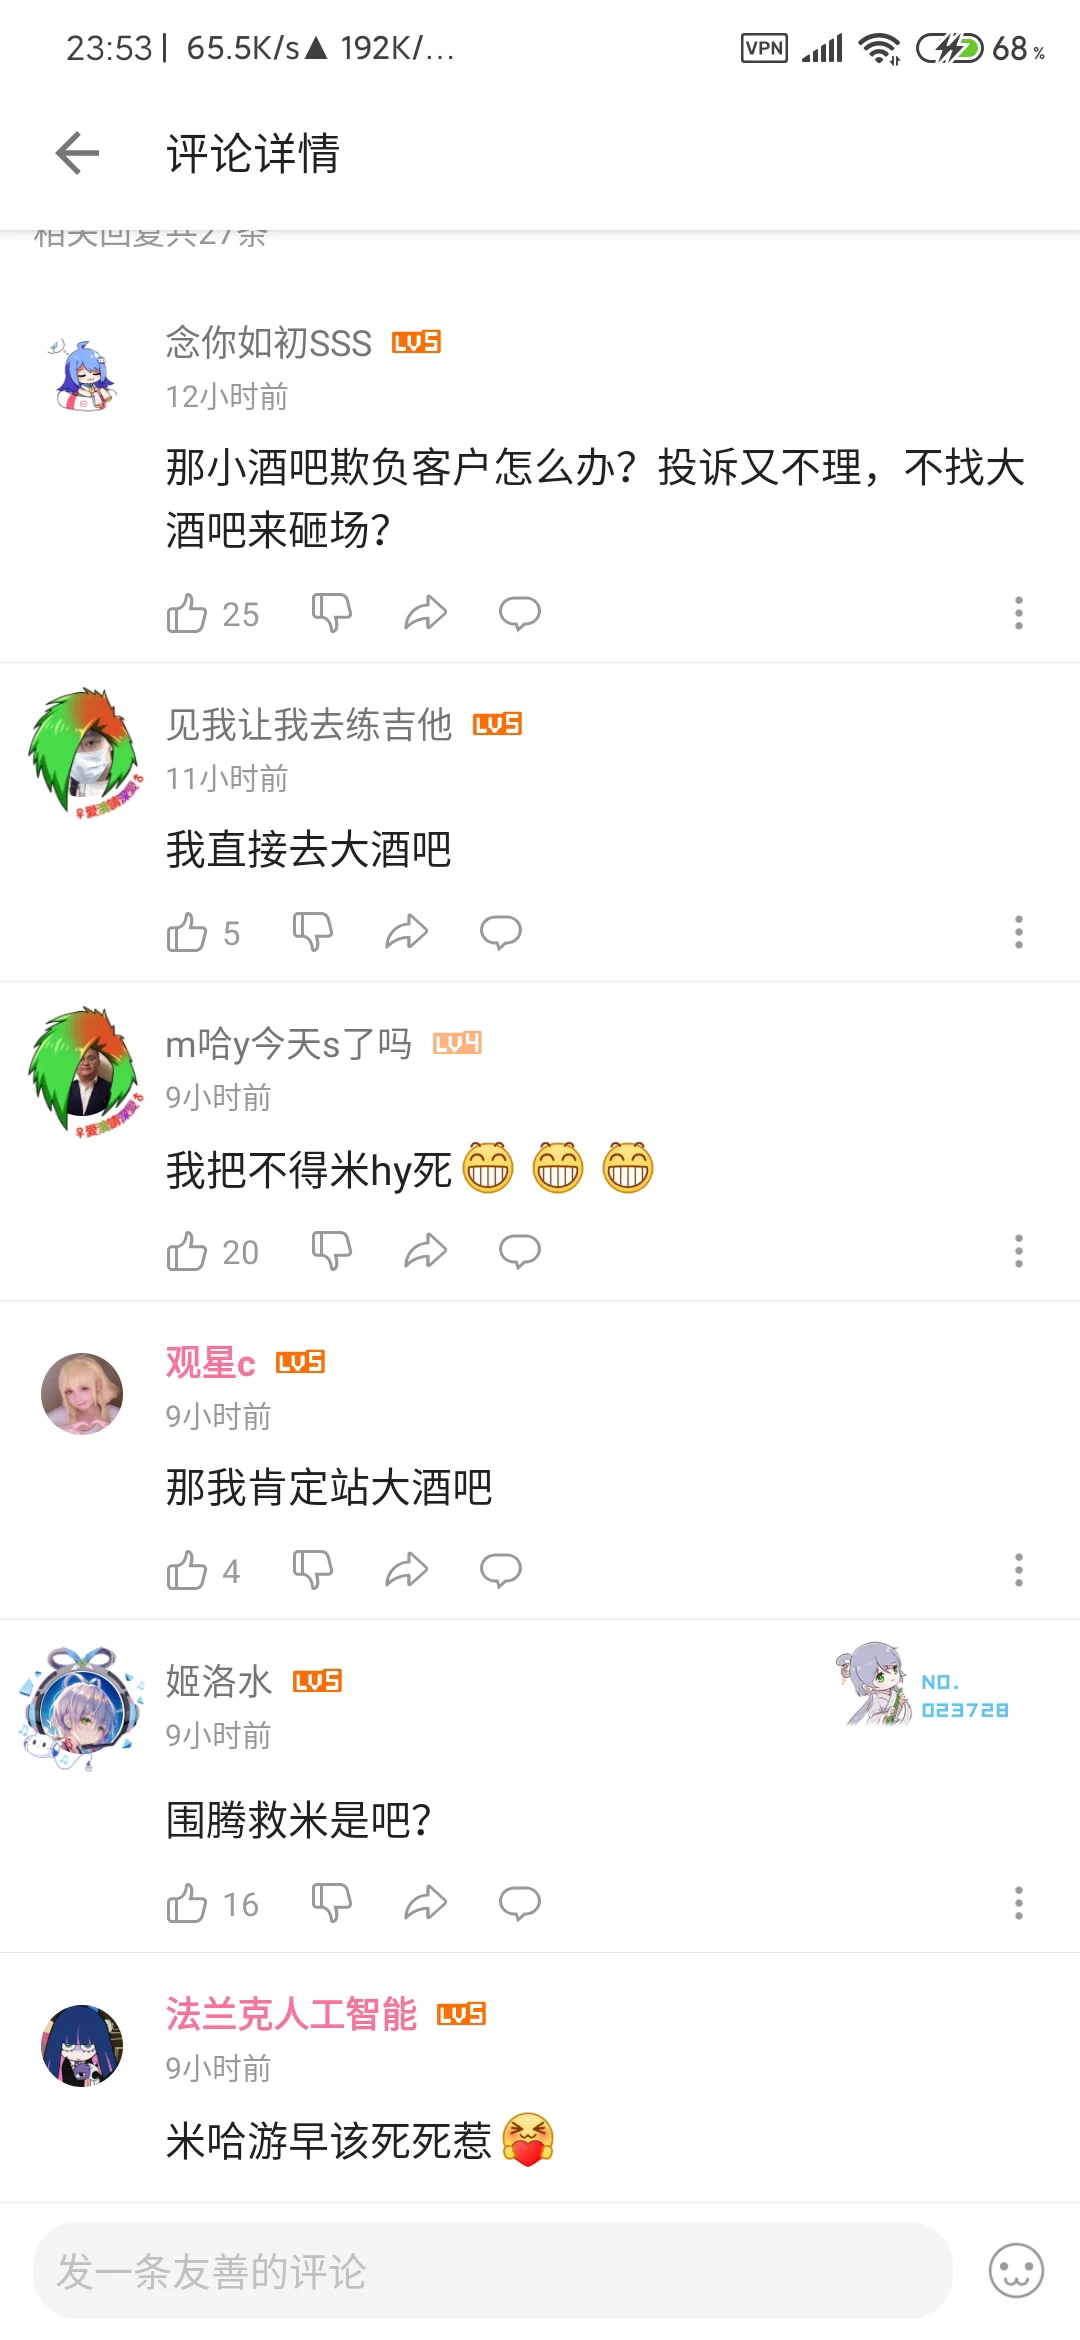 23:53 | 65.5K/s▲ 192K/...
VPN
68 %
评论详情
相关回复共27条
念你如初SSS LV5
12小时前
那小酒吧欺负客户怎么办？投诉又不理，不找大
酒吧来砸场？
25
见我让我去练吉他 LV5
11小时前
我直接去大酒吧
5
m哈y今天s了吗 LV4
9小时前
我把不得米hy死😁😁😁
20
观星c LV5
9小时前
那我肯定站大酒吧
4
姬洛水 LV5
NO.
023728
9小时前
围腾救米是吧？
16
法兰克人工智能 LV5
9小时前
米哈游早该死死惹
发一条友善的评论